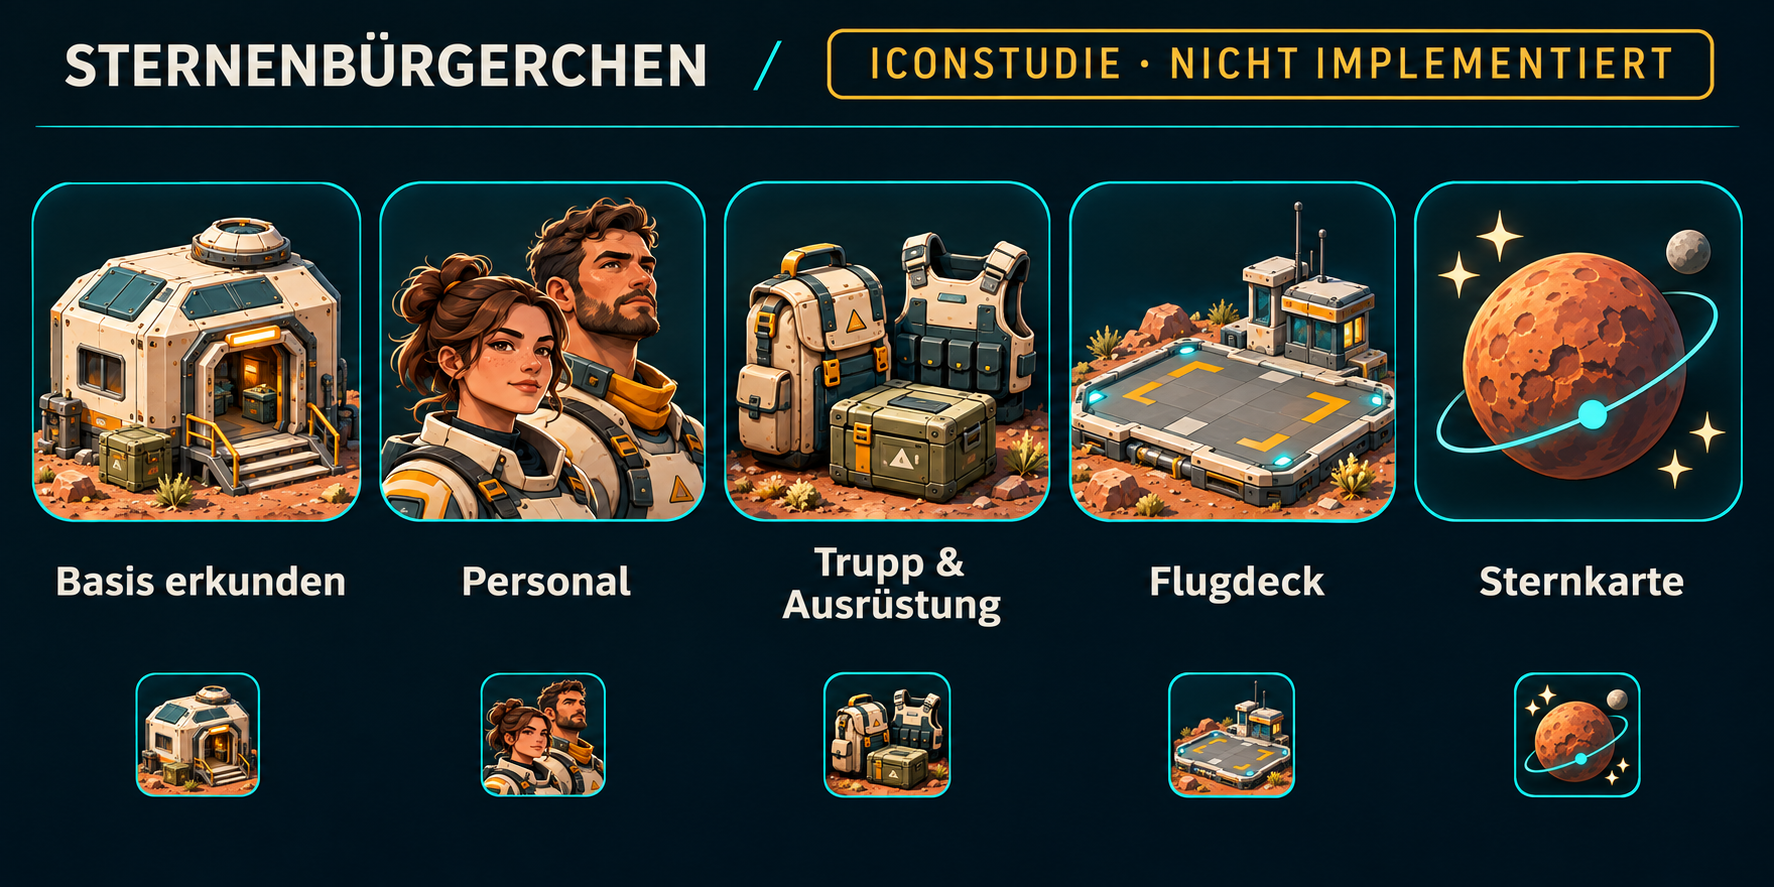 STERNENBÜRGERCHEN / ICONSTUDIE · NICHT IMPLEMENTIERT
Basis erkunden
Personal
Trupp &
Ausrüstung
Flugdeck
Sternkarte